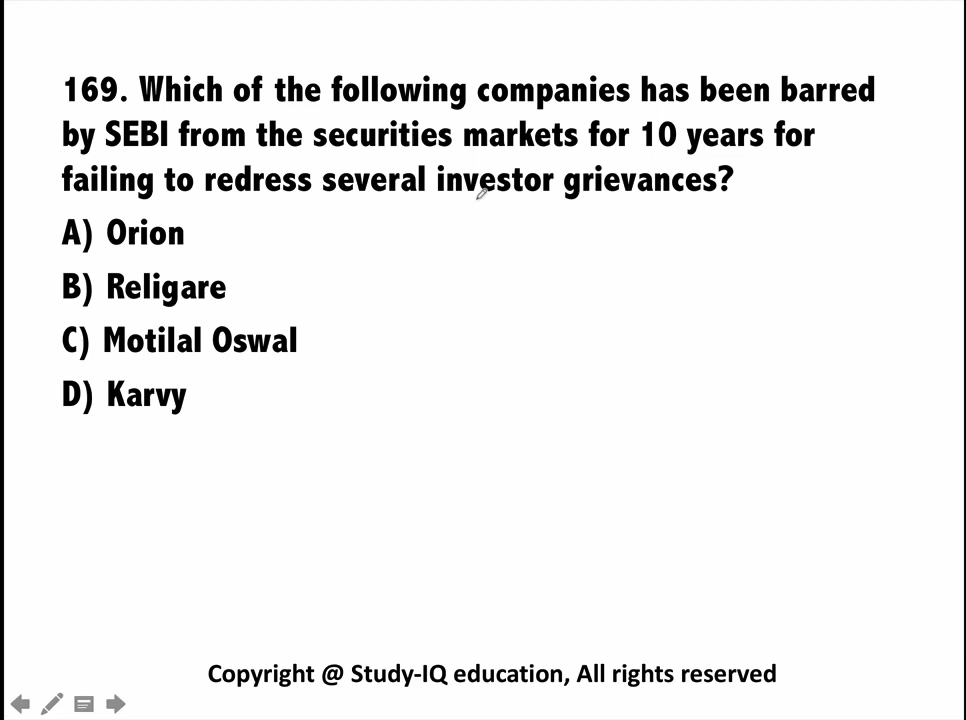 169. Which of the following companies has been barred
by SEBI from the securities markets for 10 years for
failing to redress several investor grievances?
A) Orion
B) Religare
C) Motilal Oswal
D) Karvy
Copyright @ Study-IQ education, All rights reserved